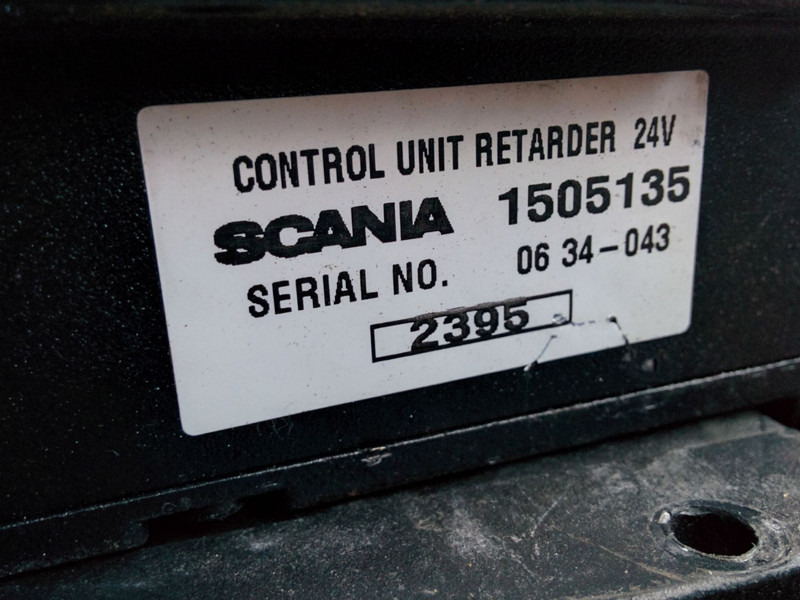 CONTROL UNIT RETARDER 24V
SCANIA 1505135
SERIAL NO. 06 34-043
2395